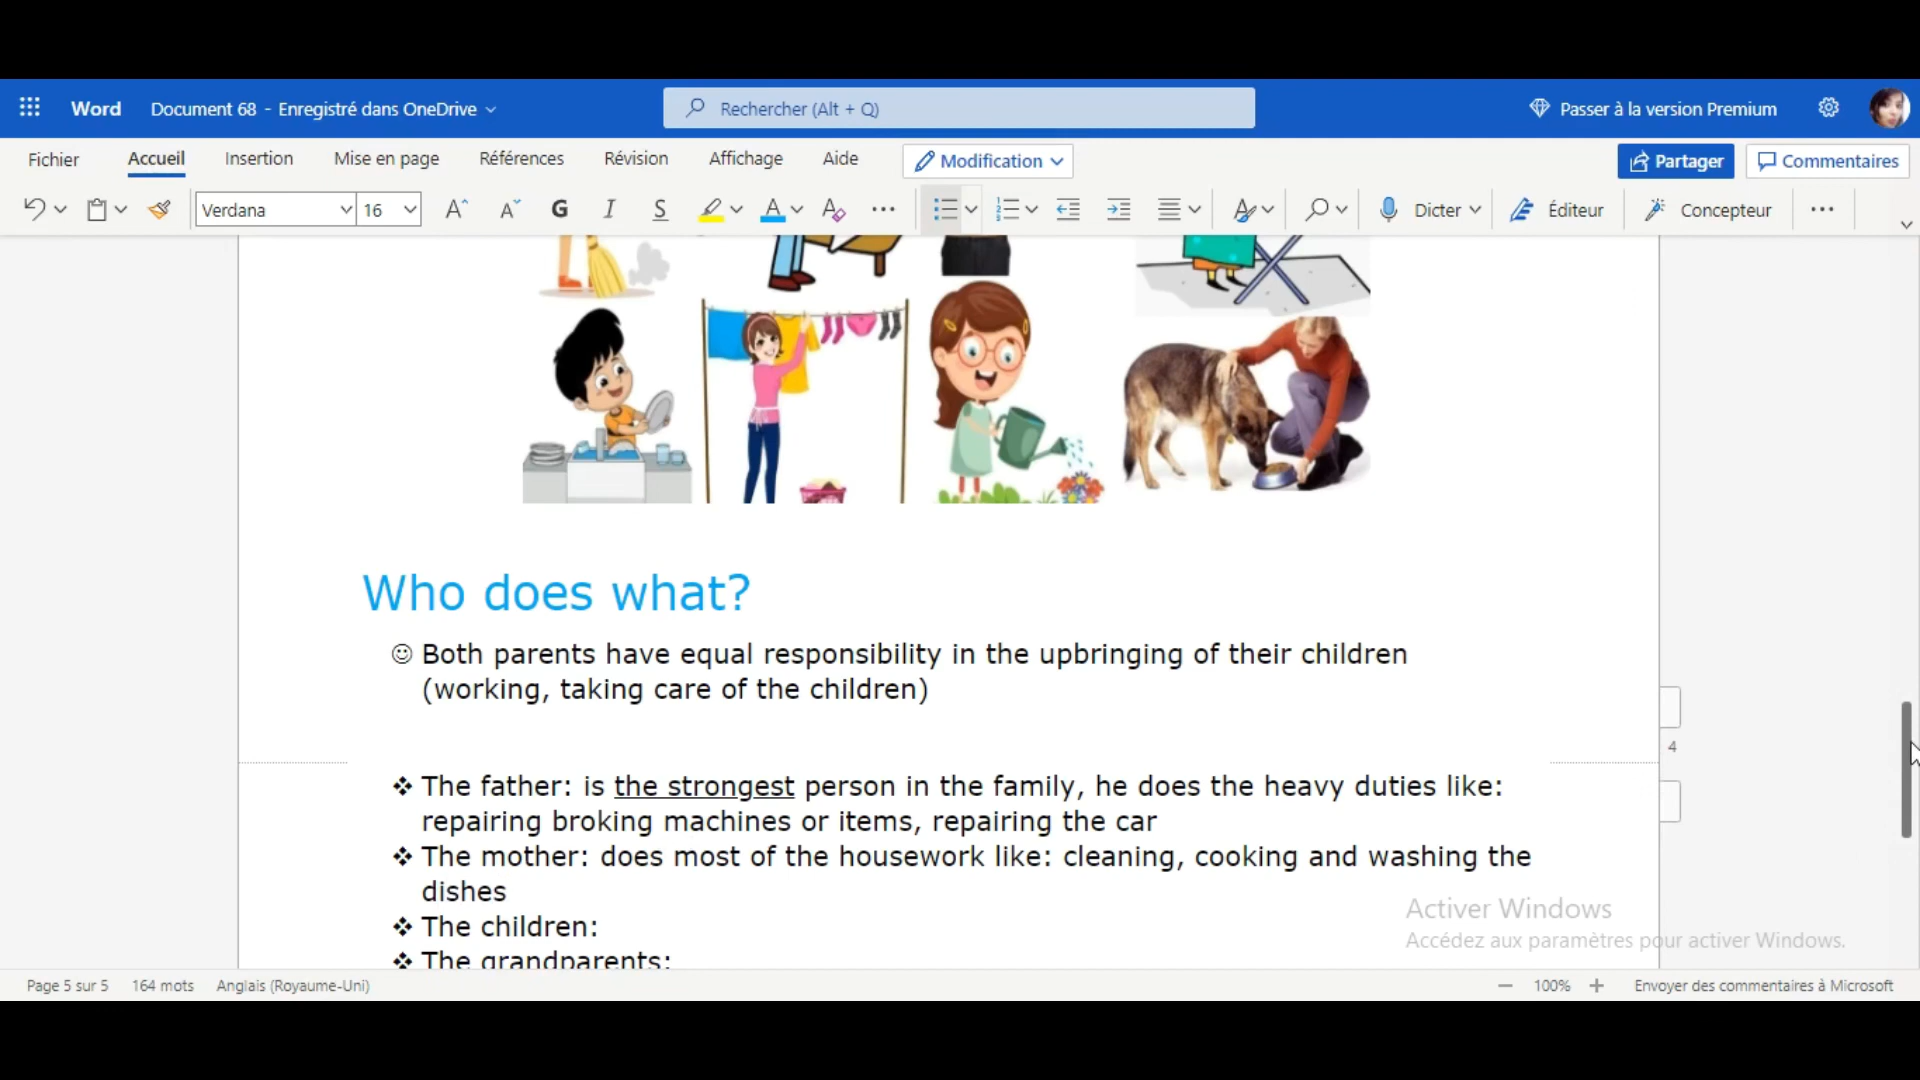 Word Document 68 - Enregistré dans OneDrive Rechercher (Alt + Q) Passer à la version Premium
Fichier Accueil Insertion Mise en page Références Révision Affichage Aide Modification Partager Commentaires
Verdana 16 A A G I S A A Dicter Éditeur Concepteur
Who does what?
Both parents have equal responsibility in the upbringing of their children
(working, taking care of the children)
4
The father: is the strongest person in the family, he does the heavy duties like:
repairing broking machines or items, repairing the car
The mother: does most of the housework like: cleaning, cooking and washing the
dishes
The children:
The grandparents:
Activer Windows
Accédez aux paramètres pour activer Windows.
Page 5 sur 5 164 mots Anglais (Royaume-Uni) 100% Envoyer des commentaires à Microsoft